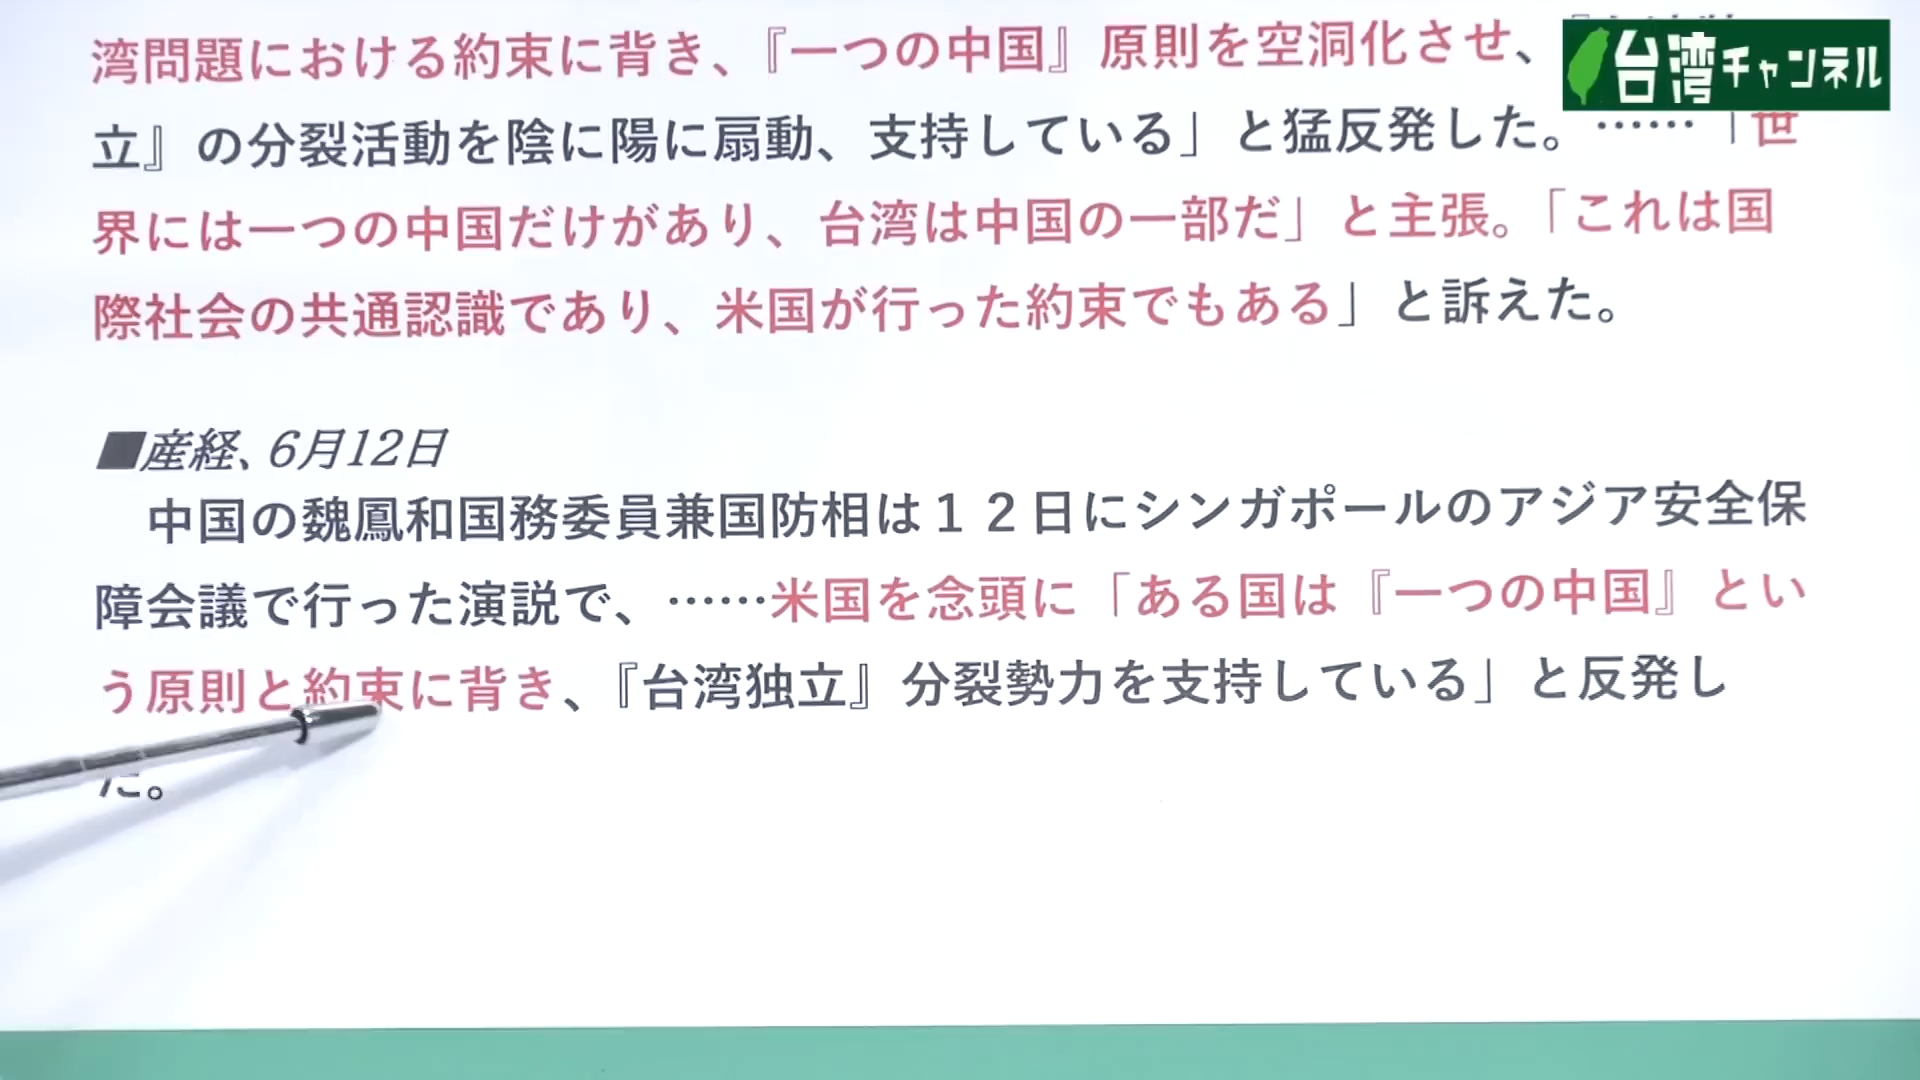 湾問題における約束に背き、『一つの中国』原則を空洞化させ、
台湾チャンネル
立』の分裂活動を陰に陽に扇動、支持している」と猛反発した。……「世
界には一つの中国だけがあり、台湾は中国の一部だ」と主張。「これは国
際社会の共通認識であり、米国が行った約束でもある」と訴えた。
■産経、6月12日
中国の魏鳳和国務委員兼国防相は１２日にシンガポールのアジア安全保
障会議で行った演説で、……米国を念頭に「ある国は『一つの中国』とい
う原則と約束に背き、『台湾独立』分裂勢力を支持している」と反発し
た。